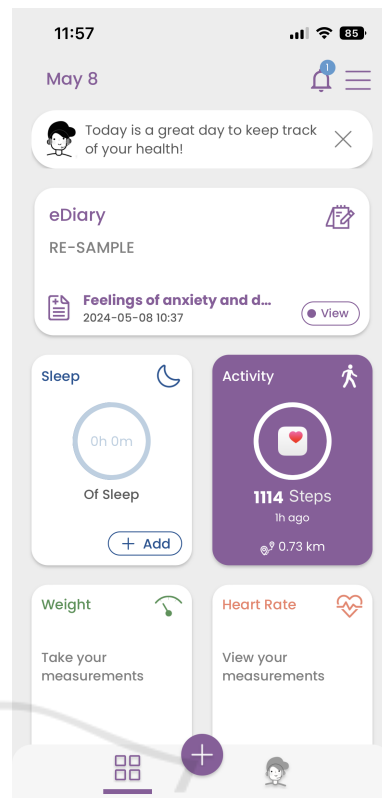 11:57
85
May 8
1
Today is a great day to keep track
of your health!
eDiary
RE-SAMPLE
Feelings of anxiety and d...
2024-05-08 10:37
View
Sleep
0h 0m
Of Sleep
+ Add
Activity
1114 Steps
1h ago
0.73 km
Weight
Take your
measurements
Heart Rate
View your
measurements
+